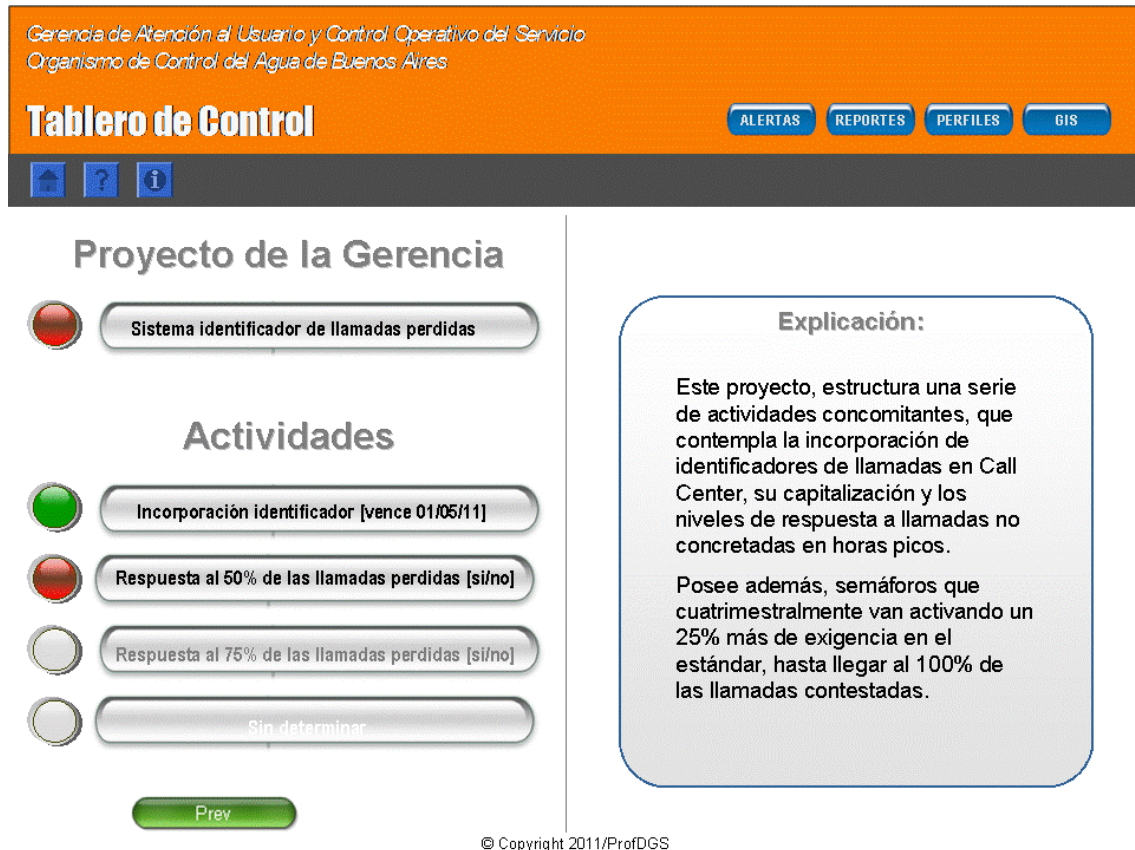 Gerencia de Atención al Usuario y Control Operativo del Servicio
Organismo de Control del Agua de Buenos Aires
Tablero de Control
ALERTAS
REPORTES
PERFILES
GIS
?
i
Proyecto de la Gerencia
Sistema identificador de llamadas perdidas
Actividades
Incorporación identificador [vence 01/05/11]
Respuesta al 50% de las llamadas perdidas [si/no]
Respuesta al 75% de las llamadas perdidas [si/no]
Sin determinar
Prev
Explicación:
Este proyecto, estructura una serie
de actividades concomitantes, que
contempla la incorporación de
identificadores de llamadas en Call
Center, su capitalización y los
niveles de respuesta a llamadas no
concretadas en horas picos.
Posee además, semáforos que
cuatrimestralmente van activando un
25% más de exigencia en el
estándar, hasta llegar al 100% de
las llamadas contestadas.
© Copyright 2011/ProfDGS